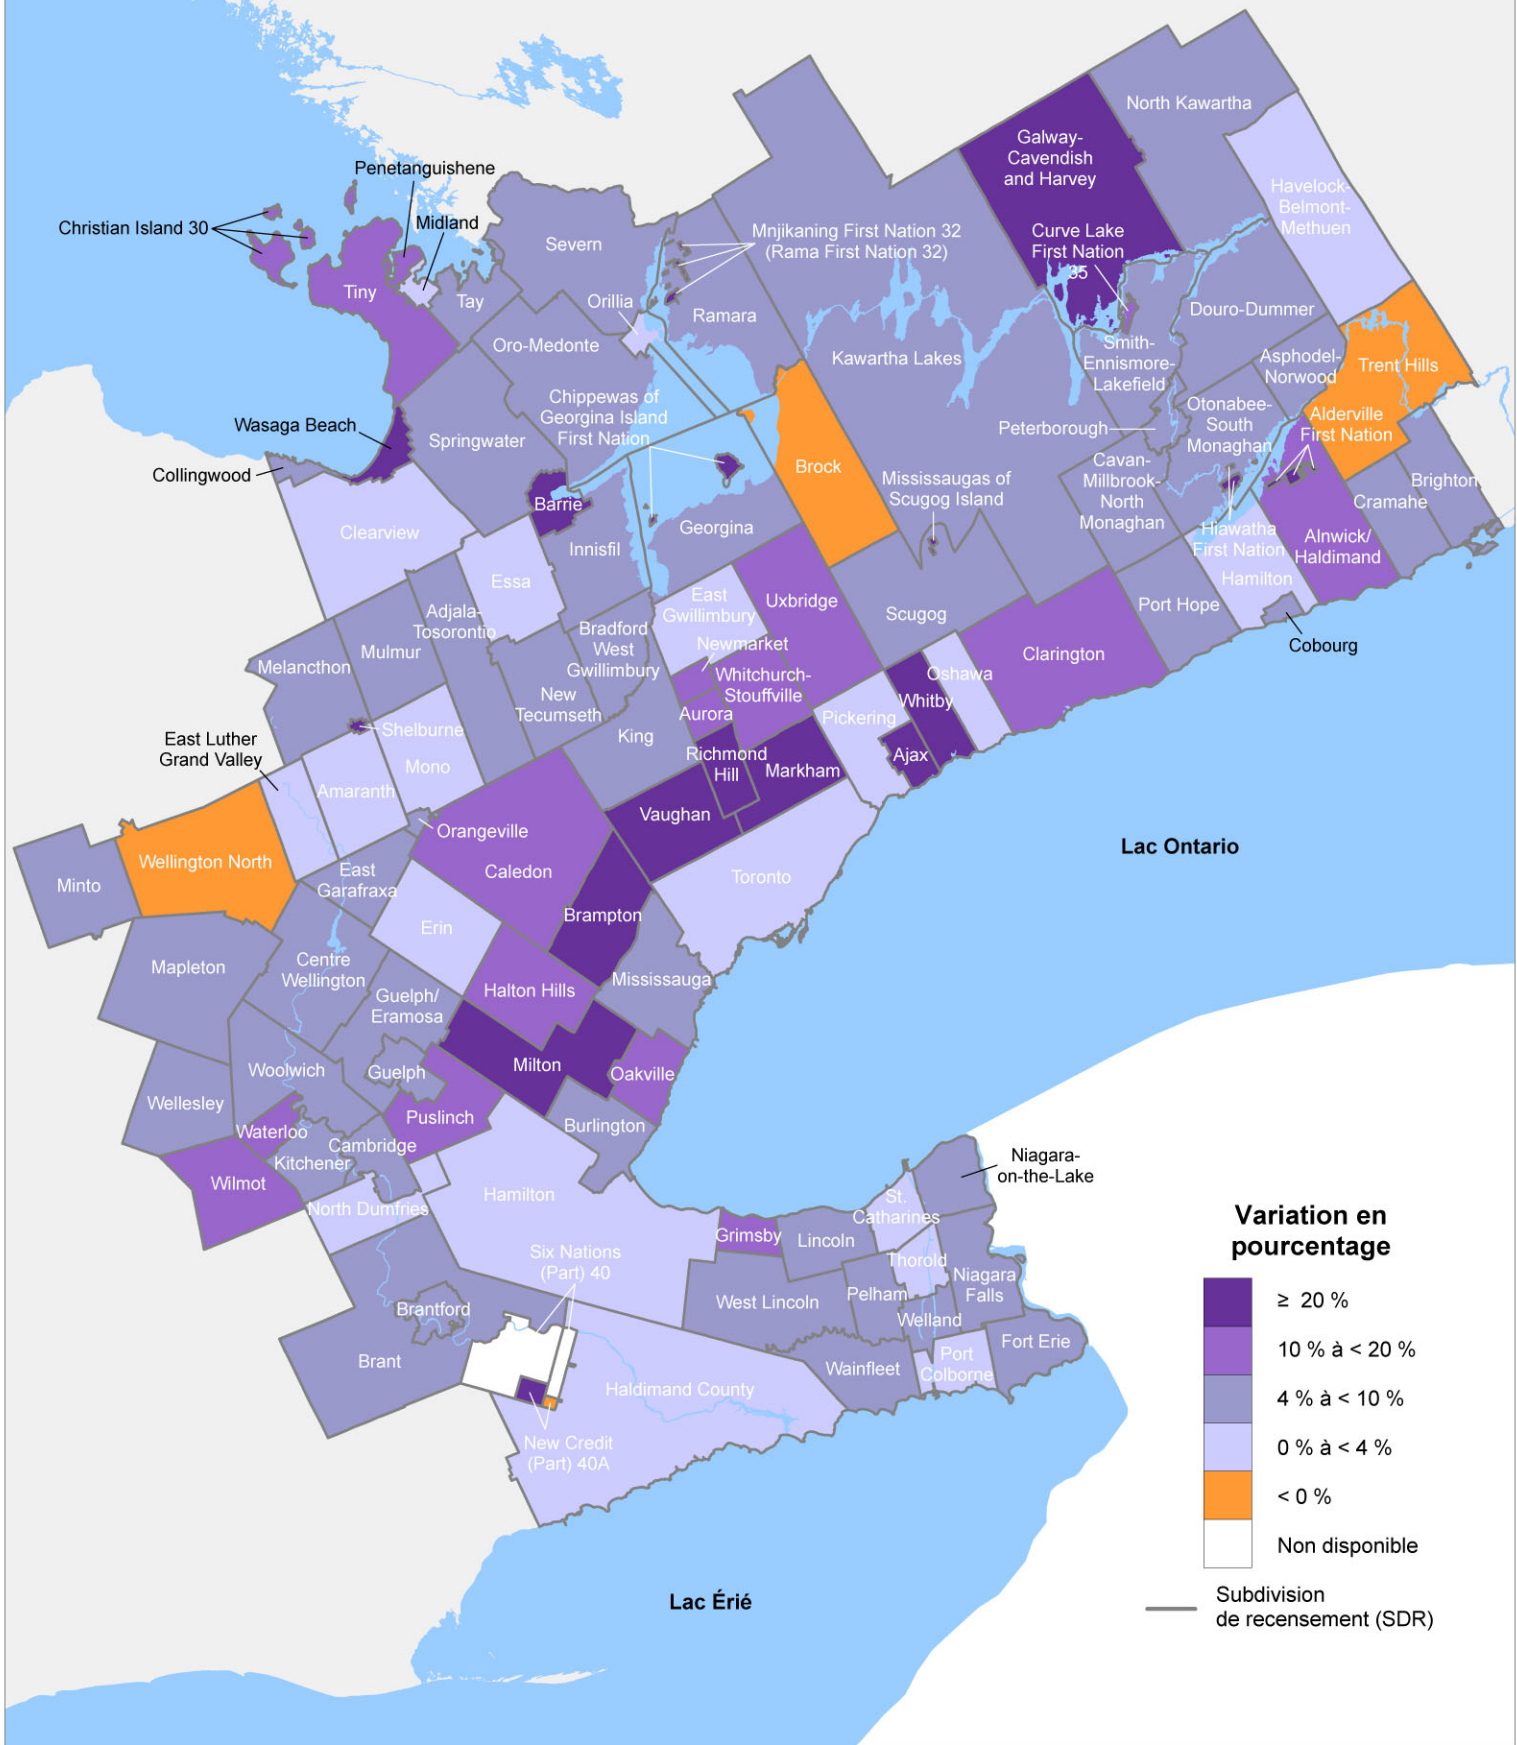 North Kawartha
Galway-
Cavendish
and Harvey
Penetanguishene
Havelock-
Belmont-
Methuen
Christian Island 30
Midland
Severn
Mnjikaning First Nation 32
(Rama First Nation 32)
Curve Lake
First Nation
35
Tiny
Tay
Orillia
Ramara
Douro-Dummer
Oro-Medonte
Kawartha Lakes
Smith-
Ennismore-
Lakefield
Asphodel-
Norwood
Trent Hills
Chippewas of
Georgina Island
First Nation
Otonabee-
South
Monaghan
Alderville
First Nation
Wasaga Beach
Springwater
Peterborough
Collingwood
Brock
Cavan-
Millbrook-
North
Monaghan
Mississaugas of
Scugog Island
Brighton
Cramahe
Barrie
Clearview
Georgina
Innisfil
Hiawatha
First Nation
Alnwick/
Haldimand
Essa
Hamilton
East
Gwillimbury
Uxbridge
Port Hope
Adjala-
Tosorontio
Scugog
Cobourg
Bradford
West
Gwillimbury
Mulmur
Melancthon
Newmarket
Clarington
Whitchurch-
Stouffville
Oshawa
New
Tecumseth
Whitby
Aurora
Pickering
Shelburne
King
East Luther
Grand Valley
Richmond
Hill
Ajax
Mono
Markham
Amaranth
Vaughan
Orangeville
Lac Ontario
Wellington North
East
Garafraxa
Caledon
Toronto
Minto
Brampton
Erin
Mapleton
Centre
Wellington
Mississauga
Halton Hills
Guelph/
Eramosa
Milton
Woolwich
Guelph
Oakville
Wellesley
Puslinch
Burlington
Waterloo
Cambridge
Kitchener
Niagara-
on-the-Lake
Wilmot
Hamilton
North Dumfries
St.
Catharines
Grimsby
Lincoln
Six Nations
(Part) 40
Thorold
Niagara
Falls
West Lincoln
Pelham
Brantford
Welland
Fort Erie
Brant
Wainfleet
Port
Colborne
Haldimand County
New Credit
(Part) 40A
Lac Érié
Variation en
pourcentage
≥ 20 %
10 % à < 20 %
4 % à < 10 %
0 % à < 4 %
< 0 %
Non disponible
Subdivision
de recensement (SDR)